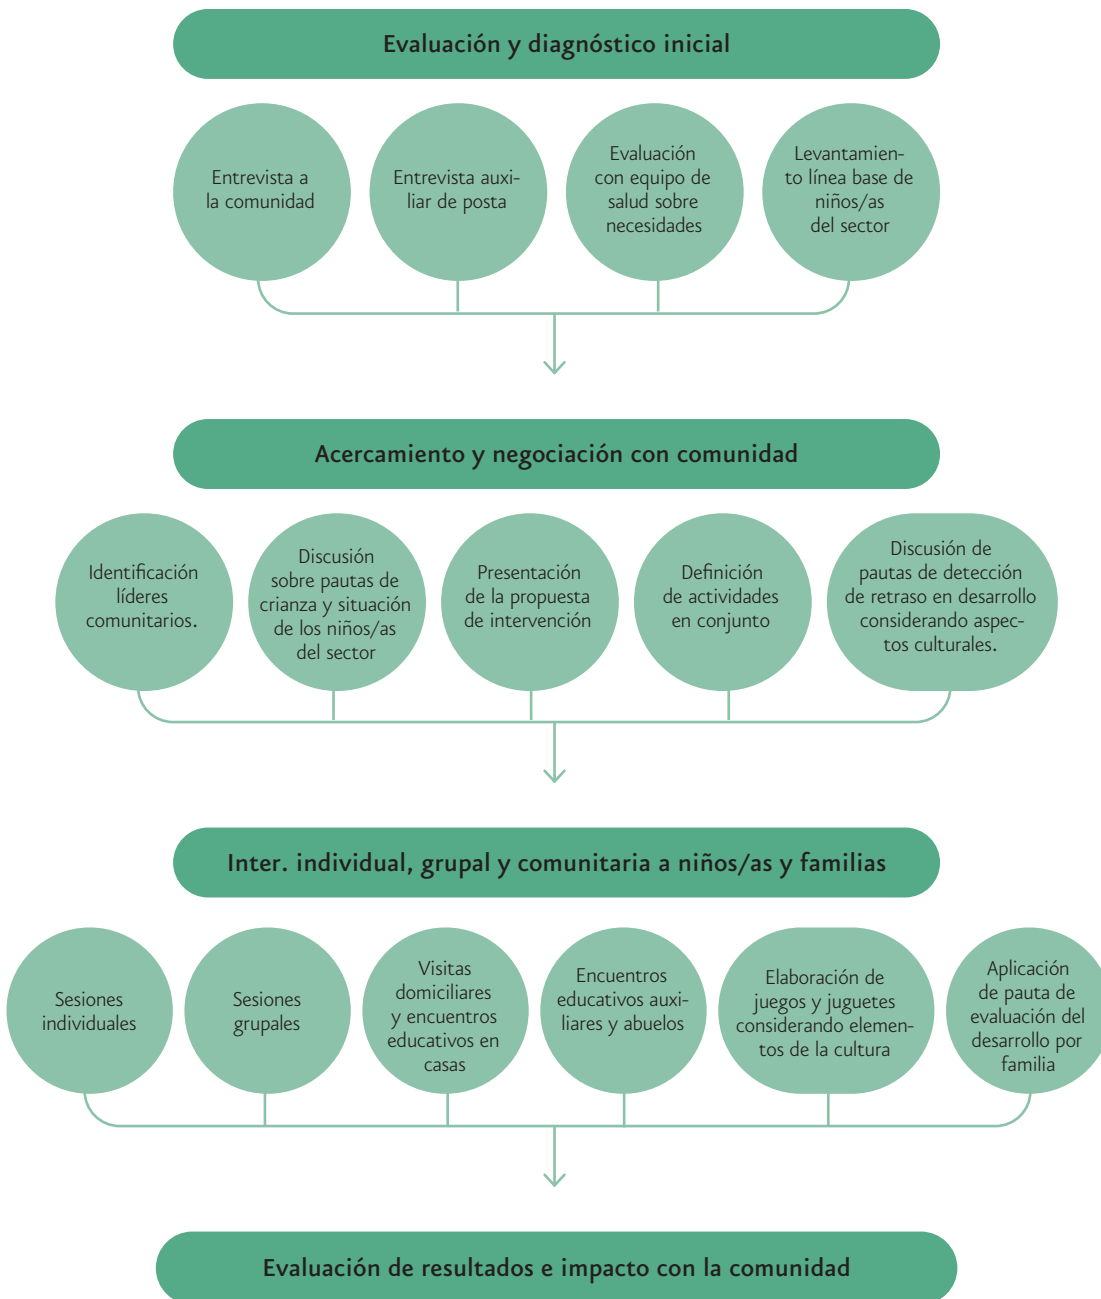 Evaluación y diagnóstico inicial
Entrevista a
la comunidad
Entrevista auxi-
liar de posta
Evaluación
con equipo de
salud sobre
necesidades
Levantamien-
to línea base de
niños/as
del sector
Acercamiento y negociación con comunidad
Identificación
líderes
comunitarios.
Discusión
sobre pautas de
crianza y situación
de los niños/as
del sector
Presentación
de la propuesta
de intervención
Definición
de actividades
en conjunto
Discusión de
pautas de detección
de retraso en desarrollo
considerando aspec-
tos culturales.
Inter. individual, grupal y comunitaria a niños/as y familias
Sesiones
individuales
Sesiones
grupales
Visitas
domiciliares
y encuentros
educativos en
casas
Encuentros
educativos auxi-
liares y abuelos
Elaboración de
juegos y juguetes
considerando elemen-
tos de la cultura
Aplicación
de pauta de
evaluación del
desarrollo por
familia
Evaluación de resultados e impacto con la comunidad